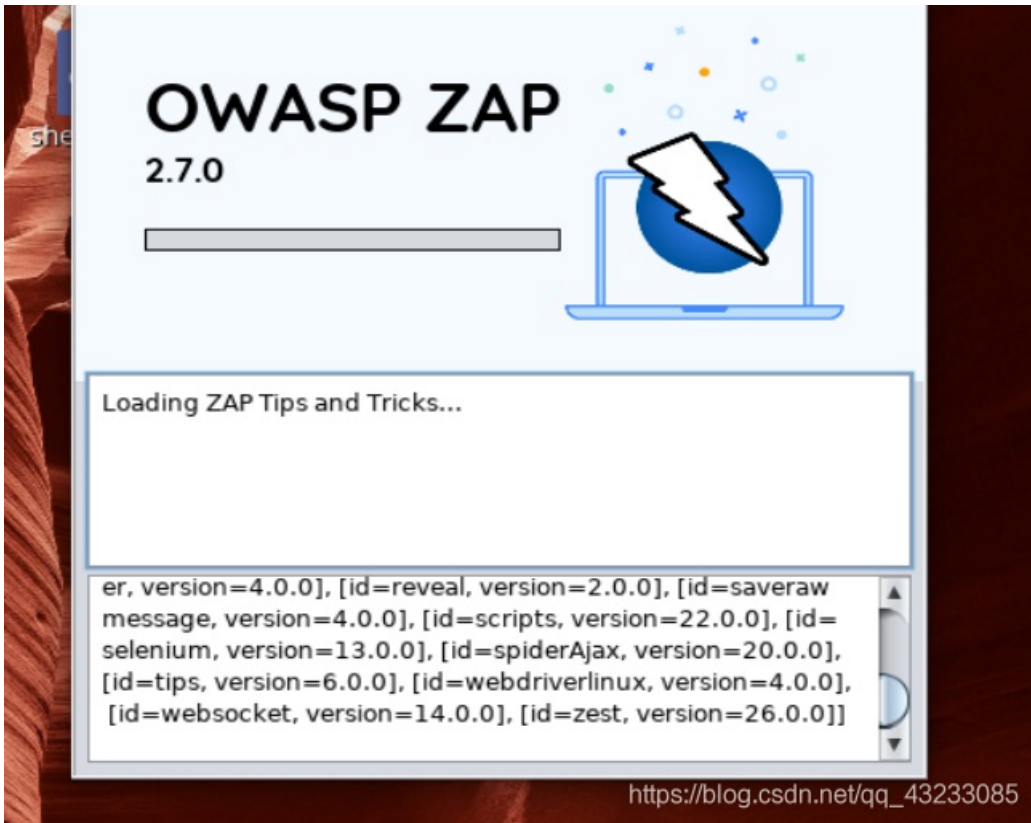 OWASP ZAP
2.7.0
she
Loading ZAP Tips and Tricks...
er, version=4.0.0], [id=reveal, version=2.0.0], [id=saveraw
message, version=4.0.0], [id=scripts, version=22.0.0], [id=
selenium, version=13.0.0], [id=spiderAjax, version=20.0.0],
[id=tips, version=6.0.0], [id=webdriverlinux, version=4.0.0],
[id=websocket, version=14.0.0], [id=zest, version=26.0.0]]
https://blog.csdn.net/qq_43233085